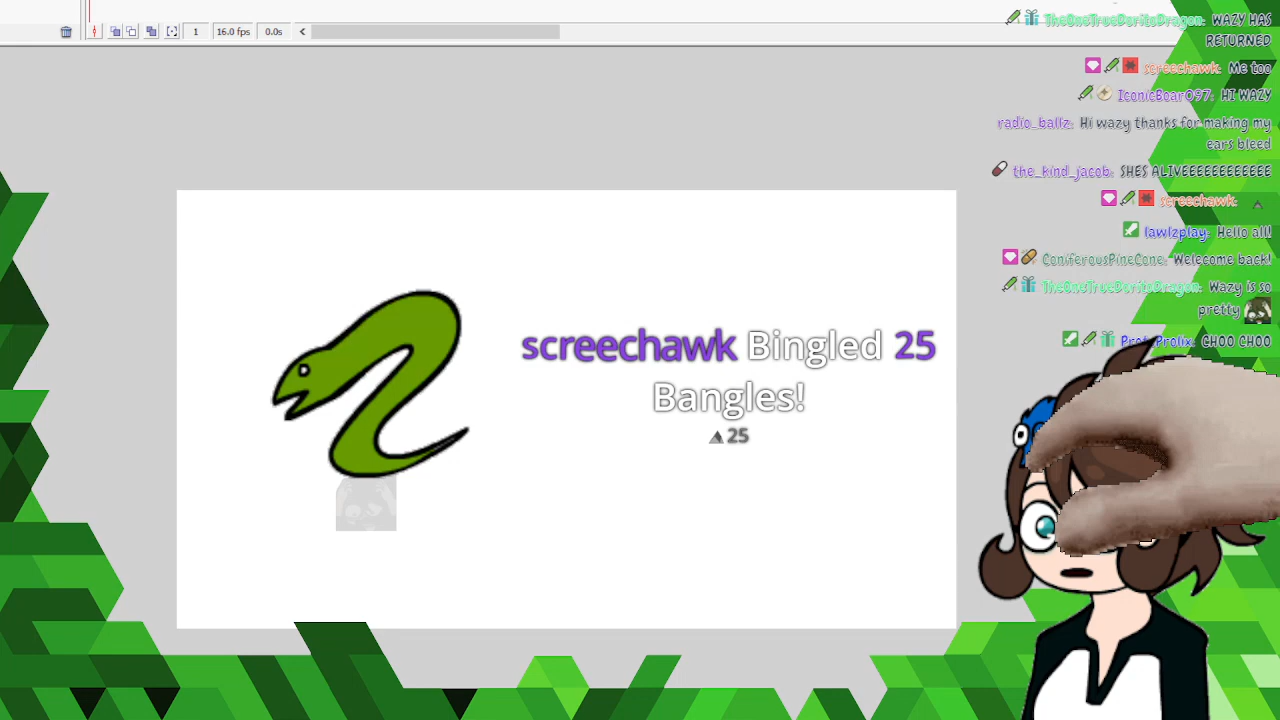 1 16.0 fps 0.0s
TheOneTrueDoritoDragon: WAZY HAS
RETURNED
screechawk: Me too
IconicBoar097: HI WAZY
radio_ballz: Hi wazy thanks for making my
ears bleed
the_kind_jacob: SHES ALIVEEEEEEEEEEEE
screechawk:
lawlzplay: Hello all!
ConiferousPineCone: Welcome back!
TheOneTrueDoritoDragon: Wazy is so
pretty
CHOO CHOO
screechawk Bingled 25
Bangles!
25